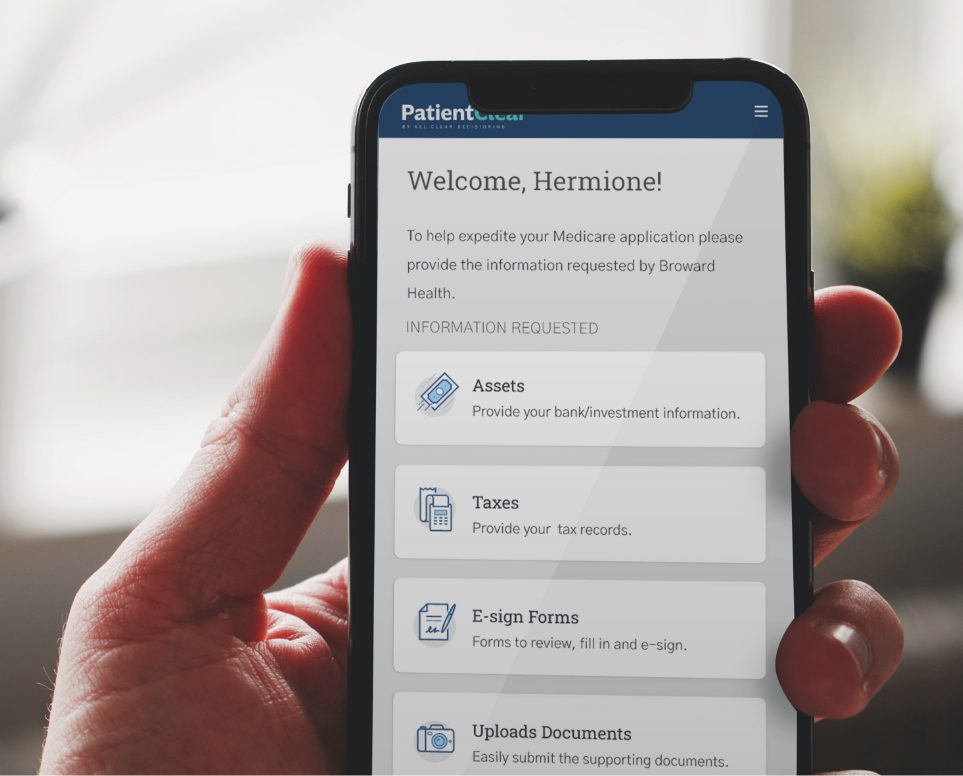 PatientClear
BY ALL CLEAR DECISIONING
Welcome, Hermione!
To help expedite your Medicare application please
provide the information requested by Broward
Health.
INFORMATION REQUESTED
Assets
Provide your bank/investment information.
Taxes
Provide your tax records.
E-sign Forms
Forms to review, fill in and e-sign.
Uploads Documents
Easily submit the supporting documents.